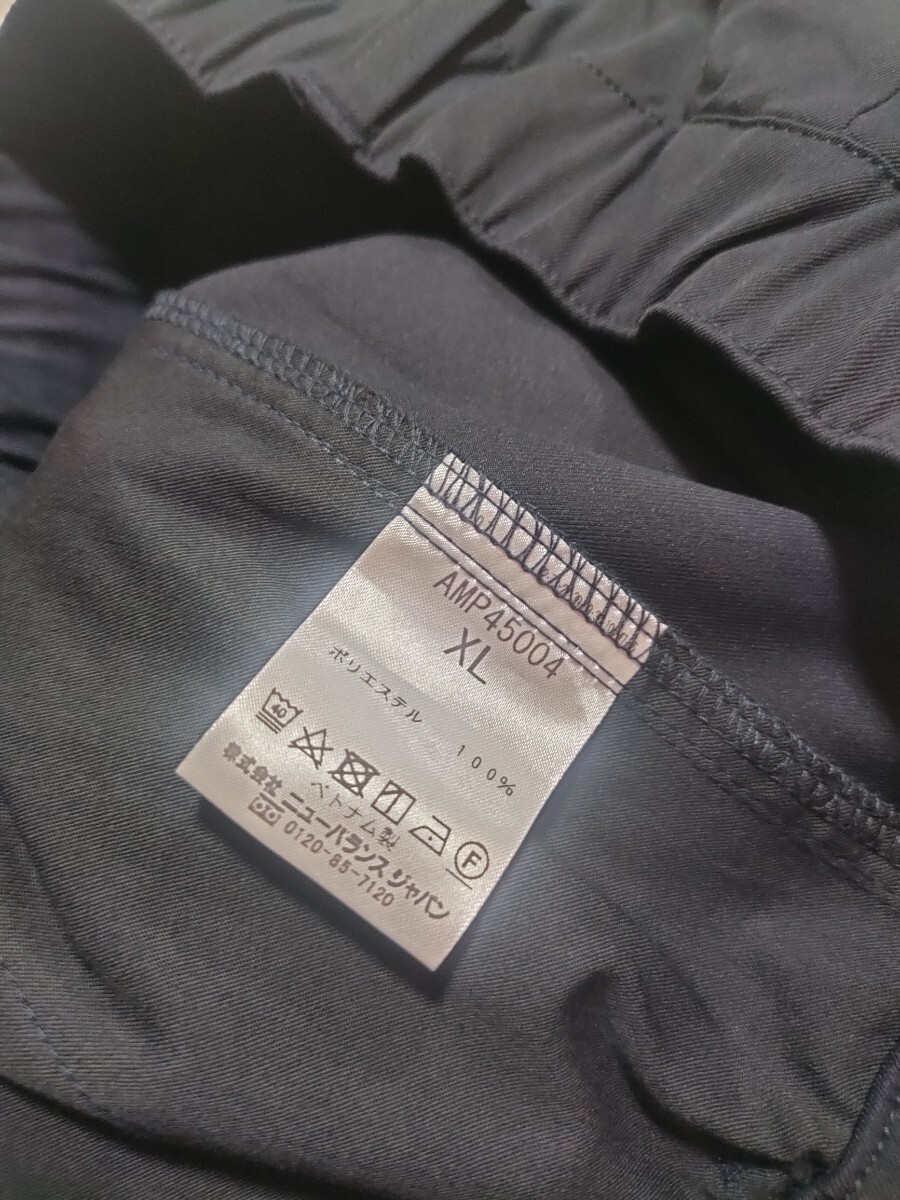 AMP45004
XL
ポリエステル 100%
40
F
ベトナム製
株式会社ニューバランスジャパン
0120-85-7120